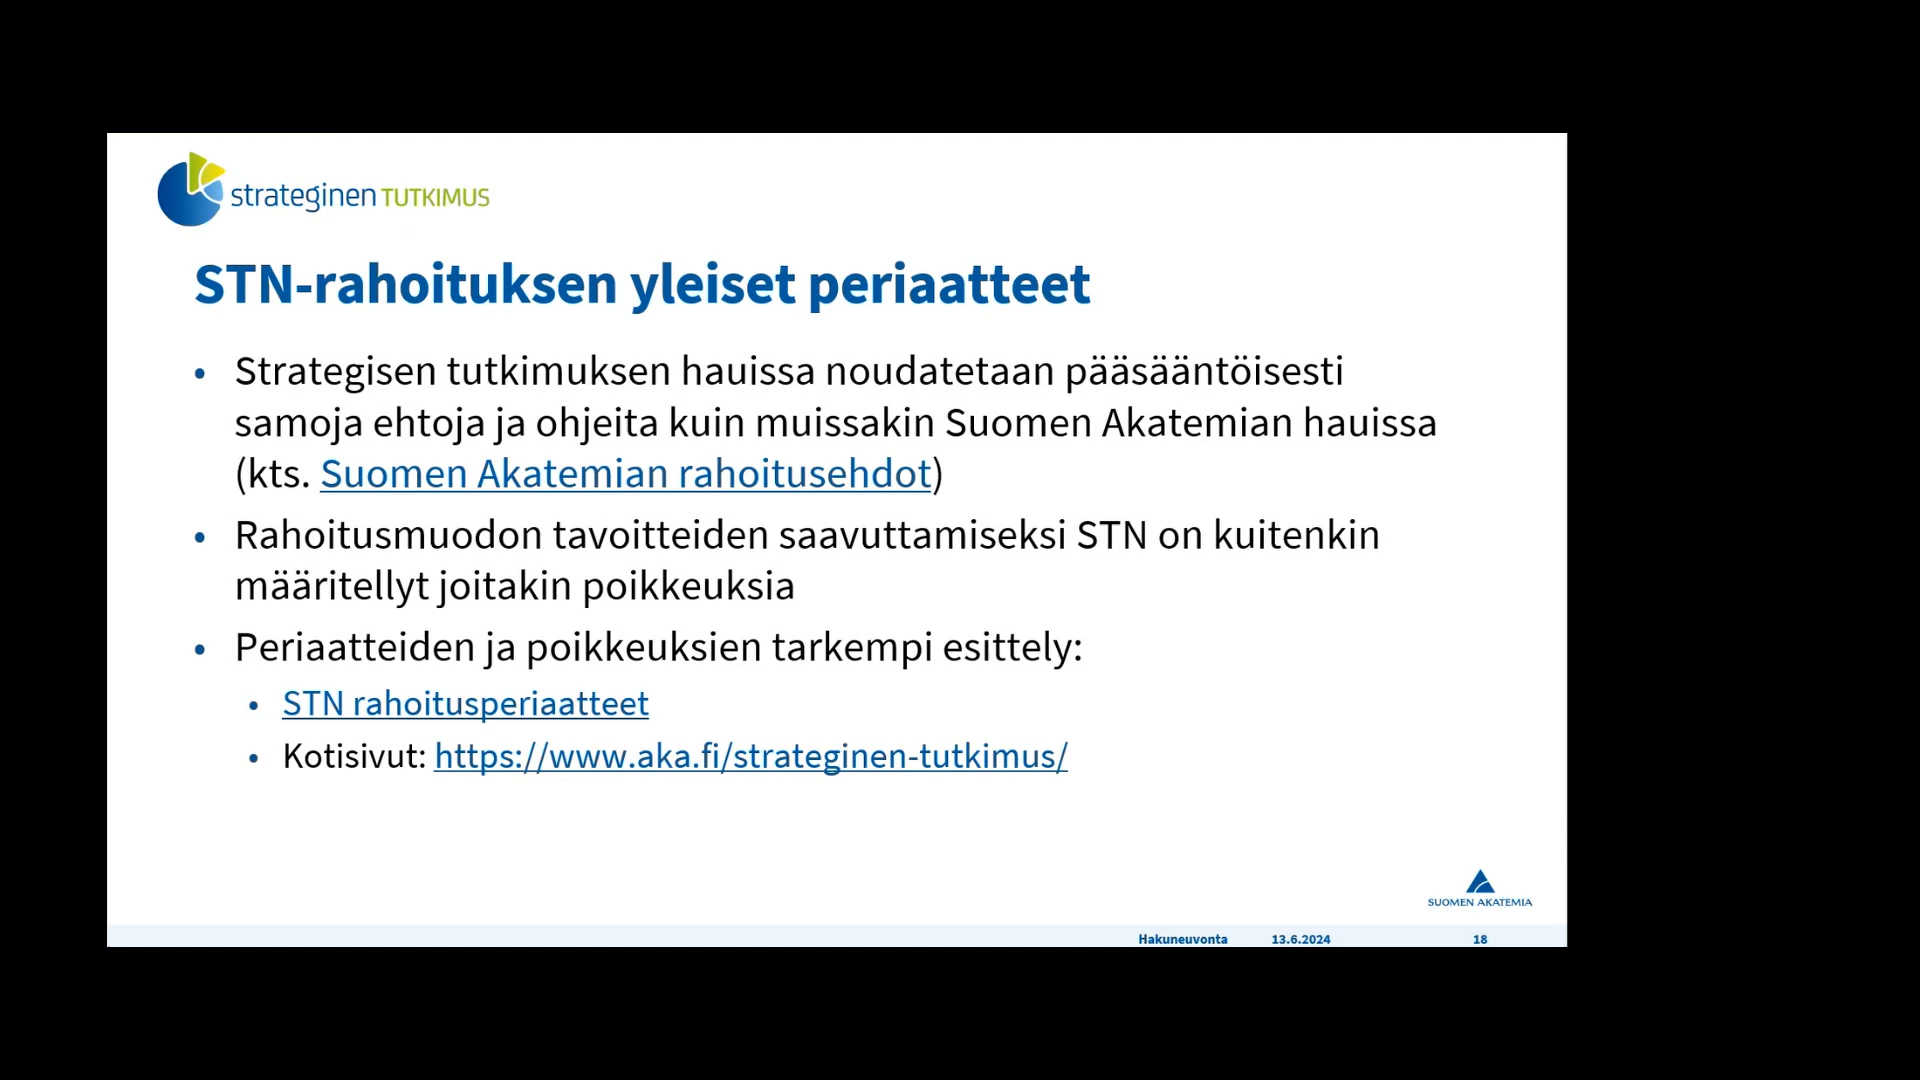 strateginen TUTKIMUS
STN-rahoituksen yleiset periaatteet
• Strategisen tutkimuksen hauissa noudatetaan pääsääntöisesti
samoja ehtoja ja ohjeita kuin muissakin Suomen Akatemian hauissa
(kts. Suomen Akatemian rahoitusehdot)
• Rahoitusmuodon tavoitteiden saavuttamiseksi STN on kuitenkin
määritellyt joitakin poikkeuksia
• Periaatteiden ja poikkeuksien tarkempi esittely:
• STN rahoitusperiaatteet
• Kotisivut: https://www.aka.fi/strateginen-tutkimus/
SUOMEN AKATEMIA
Hakuneuvonta 13.6.2024 18